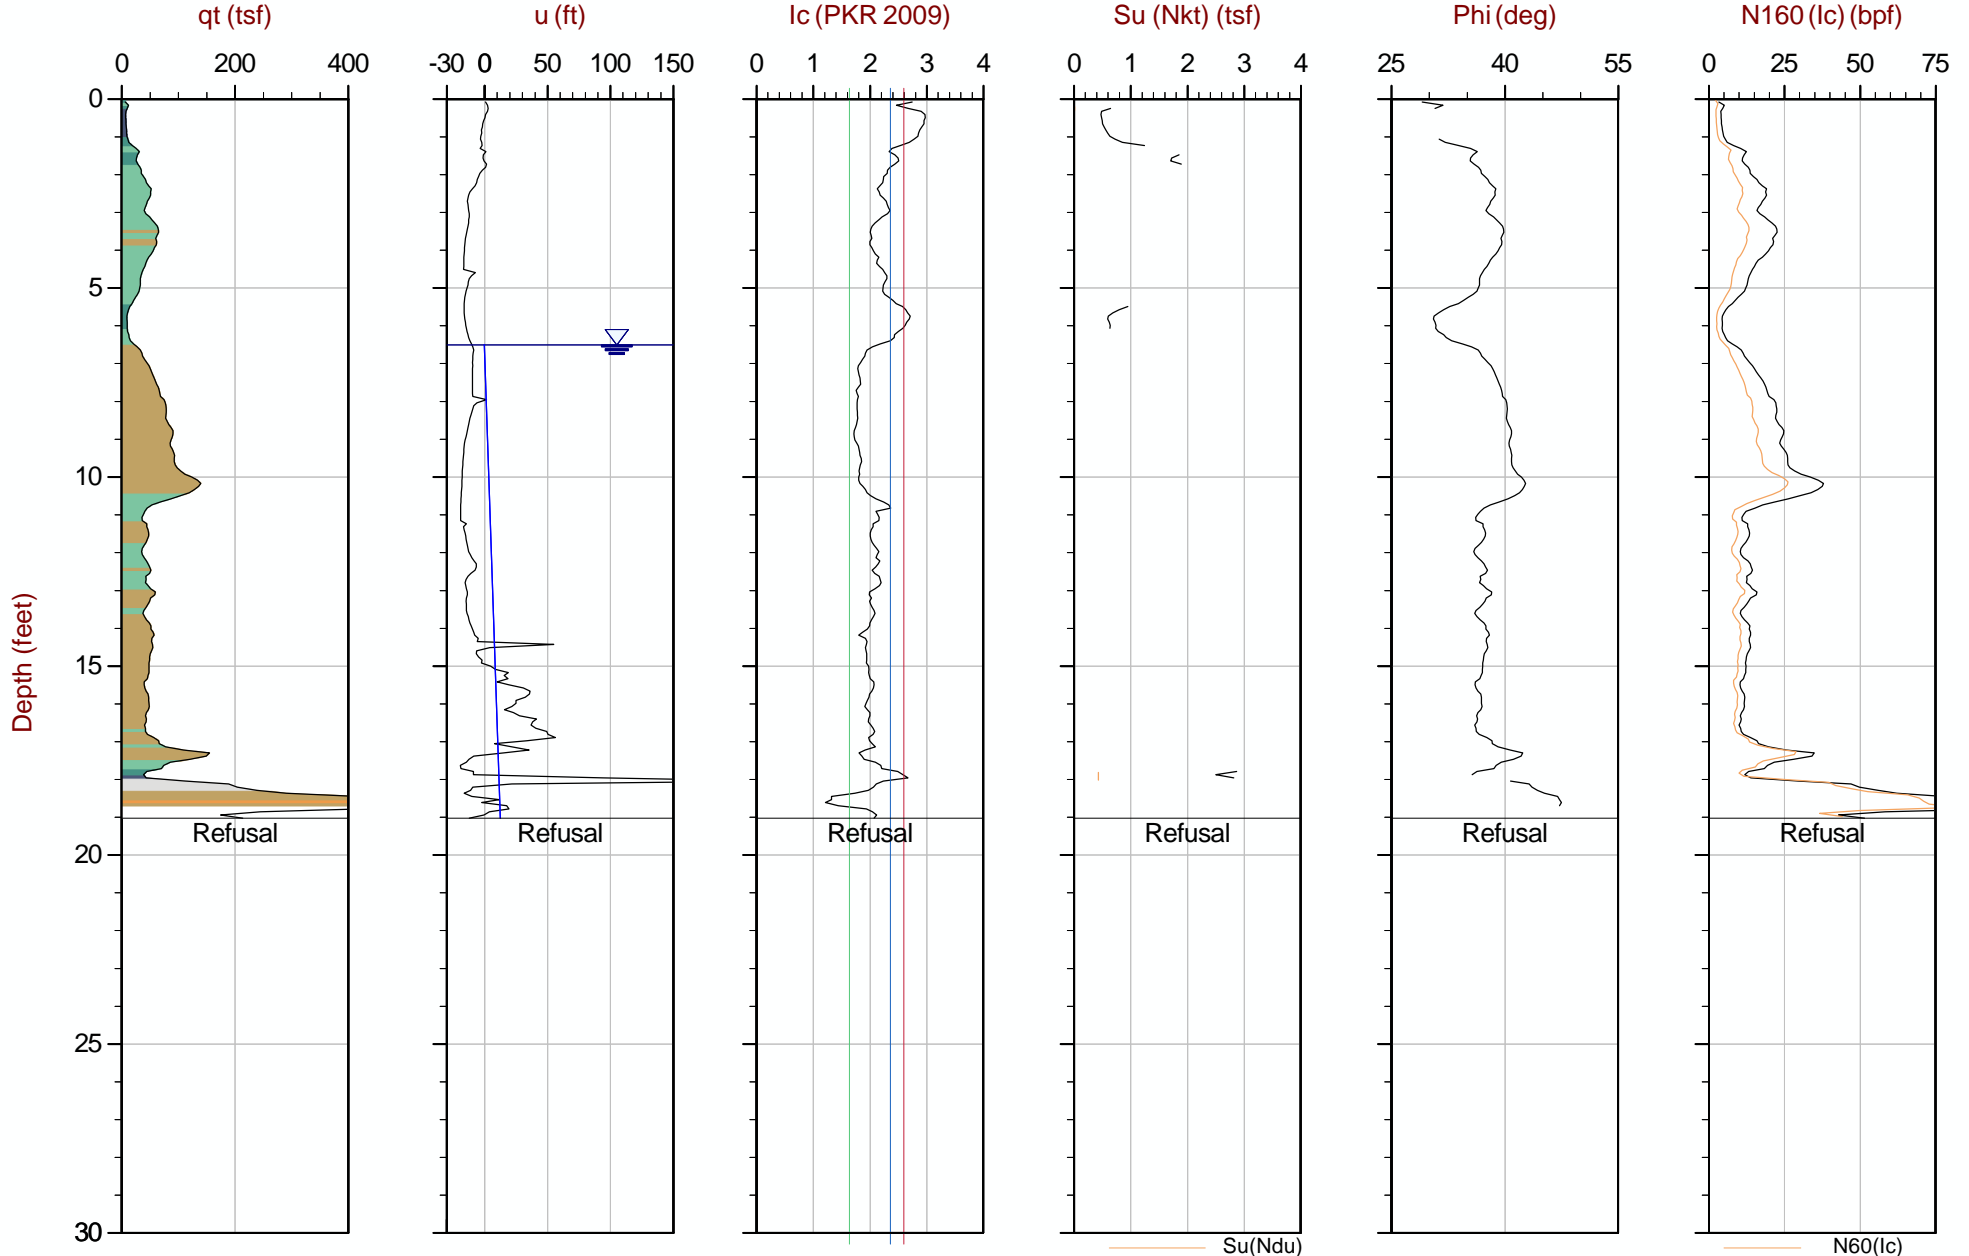 qt (tsf) u (ft) Ic (PKR 2009) Su (Nkt) (tsf) Phi (deg) N160 (Ic) (bpf)
0 200 400 -30 0 50 100 150 0 1 2 3 4 0 1 2 3 4 25 40 55 0 25 50 75
0
5
10
15
Depth (feet)
Refusal Refusal Refusal Refusal Refusal Refusal
20
25
30
Su(Ndu) N60(Ic)